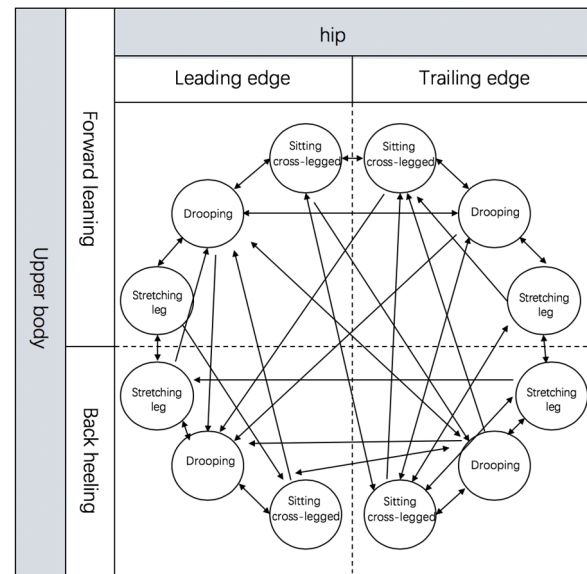 hip
Leading edge
Trailing edge
Upper body
Forward leaning
Back heeling
Sitting
cross-legged
Sitting
cross-legged
Drooping
Drooping
Stretching
leg
Stretching
leg
Stretching
leg
Stretching
leg
Drooping
Drooping
Sitting
cross-legged
Sitting
cross-legged